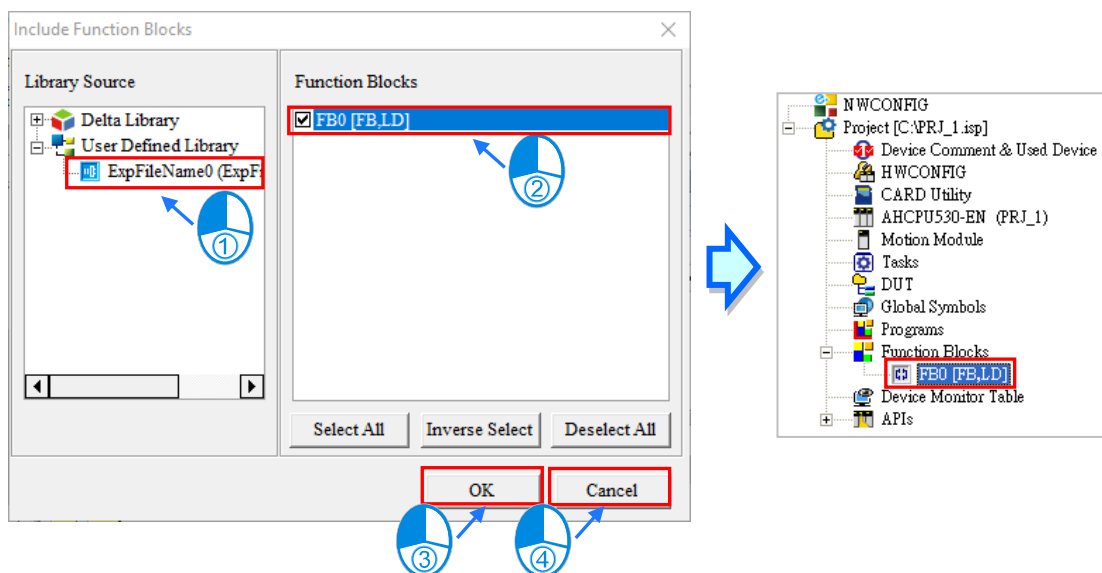 Include Function Blocks
Library Source
Delta Library
User Defined Library
ExpFileName0 (ExpFi
①
Function Blocks
FB0 [FB,LD]
②
Select All
Inverse Select
Deselect All
OK
Cancel
③
④
NWCONFIG
Project [C:\PRJ_1.isp]
Device Comment & Used Device
HWCONFIG
CARD Utility
AHCPU530-EN (PRJ_1)
Motion Module
Tasks
DUT
Global Symbols
Programs
Function Blocks
FB0 [FB,LD]
Device Monitor Table
APIs